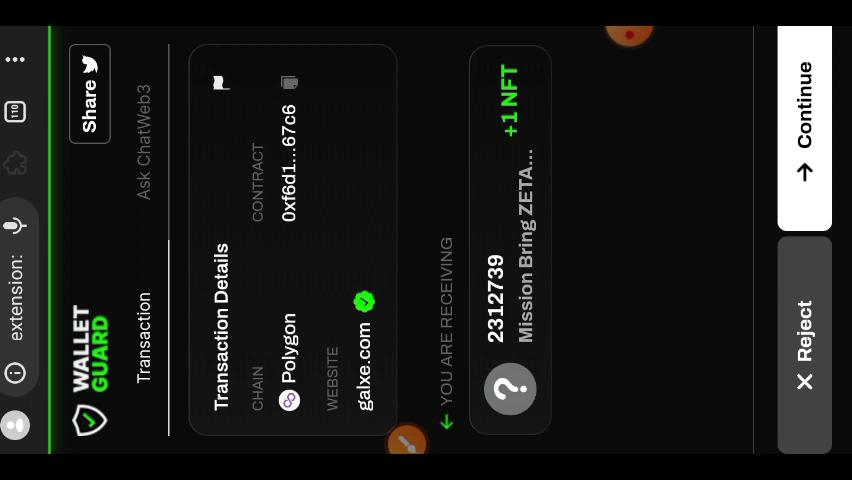 extension:
110
WALLET
GUARD
Share
Transaction
Ask ChatWeb3
Transaction Details
CHAIN
CONTRACT
Polygon
0xf6d1...67c6
WEBSITE
galxe.com
YOU ARE RECEIVING
2312739
+1 NFT
Mission Bring ZETA...
Reject
Continue